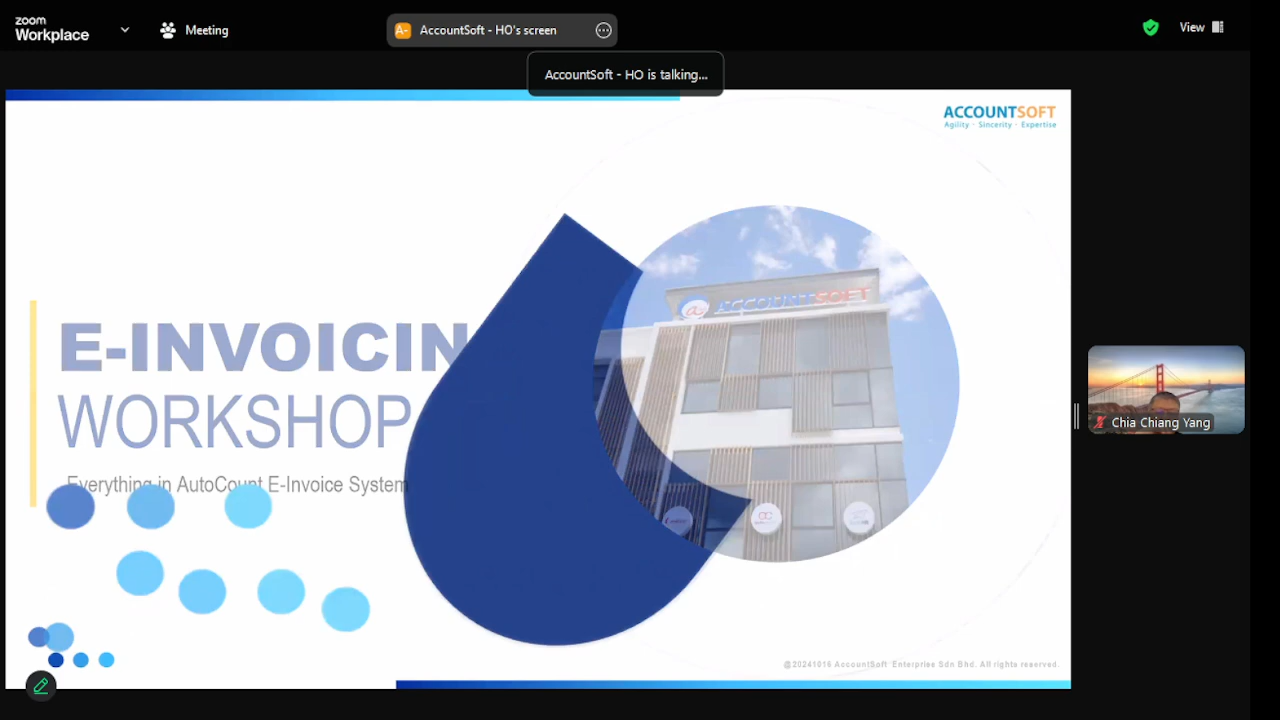 zoom
Workplace
Meeting
A-
AccountSoft - HO's screen
View
AccountSoft - HO is talking...
ACCOUNTSOFT
Agility · Sincerity · Expertise
ACCOUNTSOFT
E-INVOICIN
WORKSHOP
Everything in AutoCount E-Invoice System
Chia Chiang Yang
@20241016 AccountSoft Enterprise Sdn Bhd. All rights reserved.